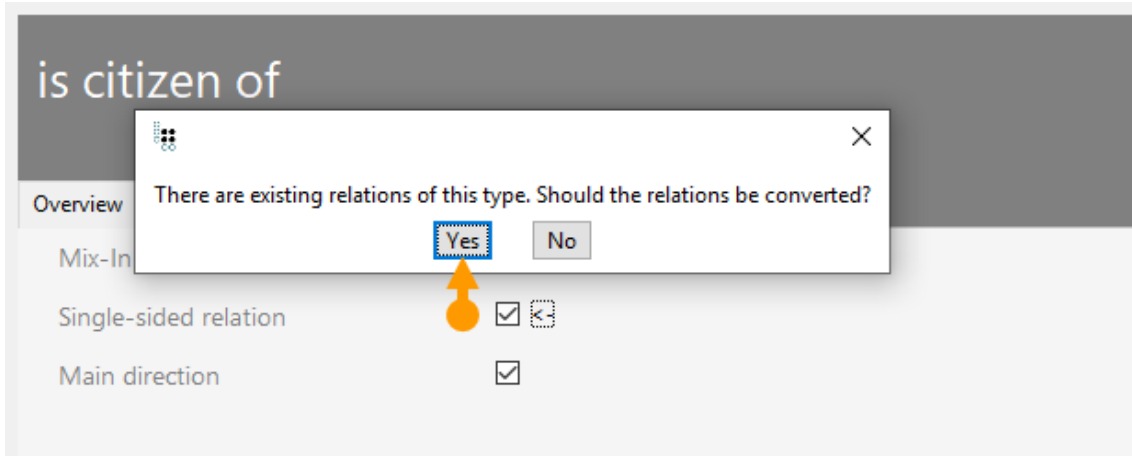 is citizen of
There are existing relations of this type. Should the relations be converted?
Overview
Yes No
Mix-In
Single-sided relation <-
Main direction